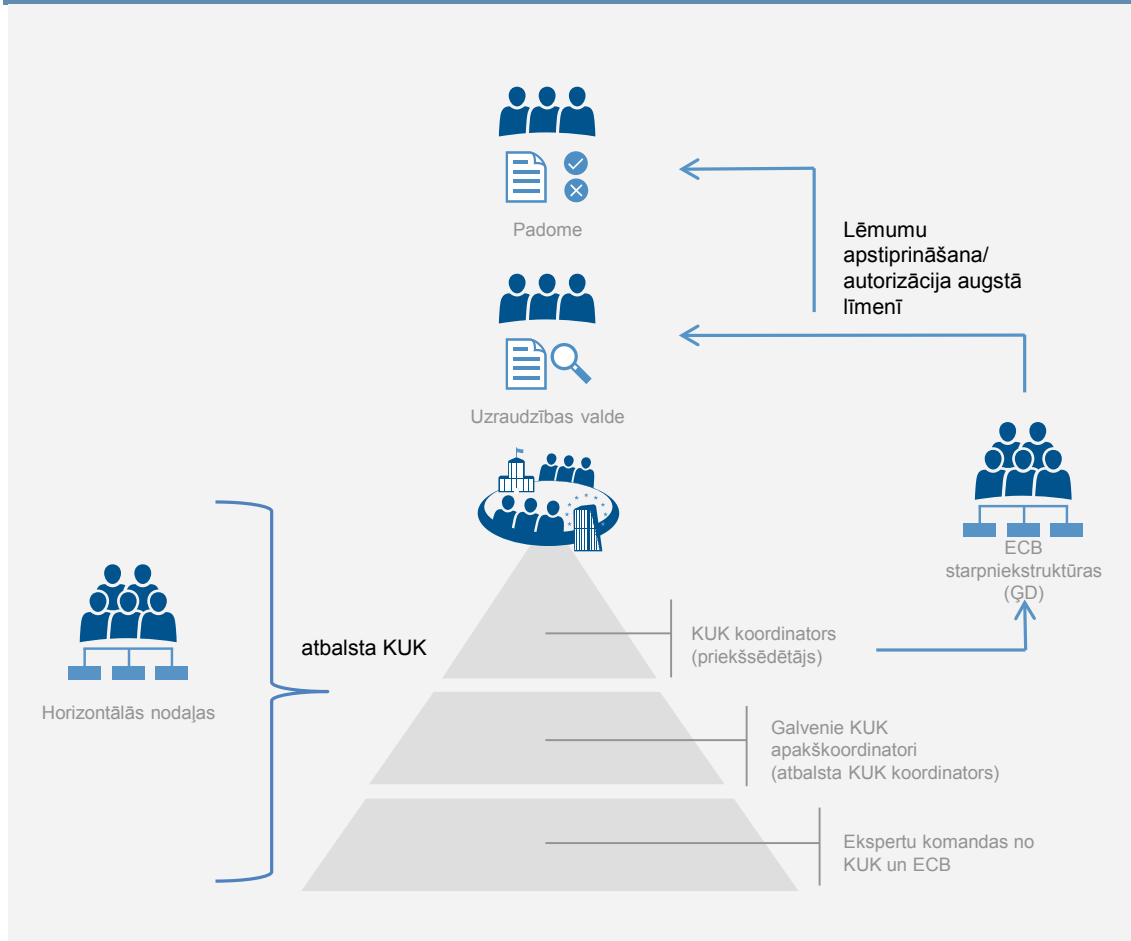 Padome
Lēmumu
apstiprināšana/
autorizācija augstā
līmenī
Uzraudzības valde
ECB
starpniekstruktūras
(ĢD)
atbalsta KUK
KUK koordinators
(priekšsēdētājs)
Horizontālās nodaļas
Galvenie KUK
apakškoordinatori
(atbalsta KUK koordinators)
Ekspertu komandas no
KUK un ECB